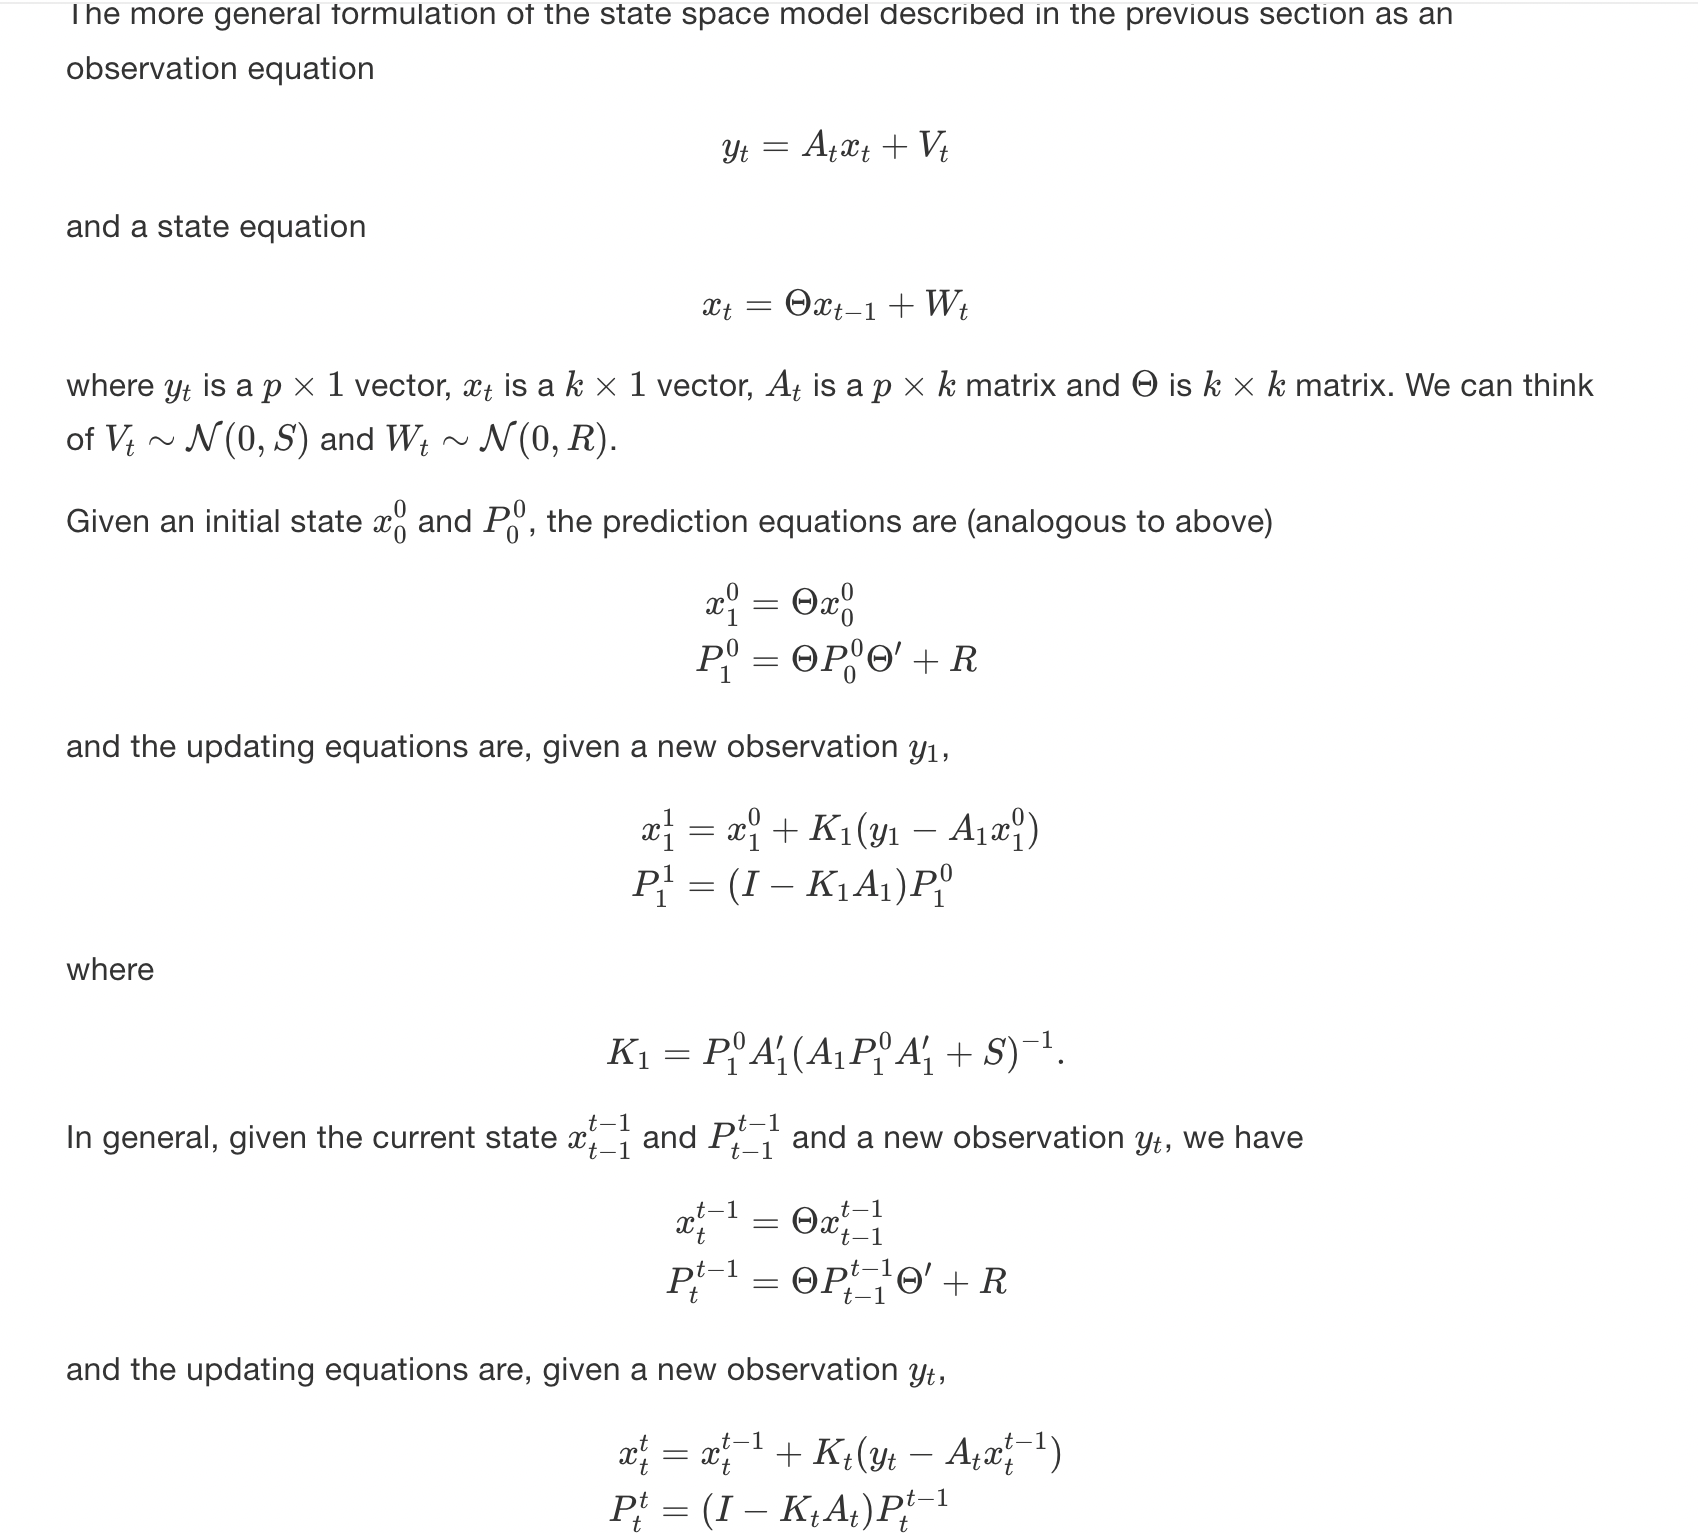 The more general formulation of the state space model described in the previous section as an
observation equation
$y_t = A_t x_t + V_t$
and a state equation
$x_t = \Theta x_{t-1} + W_t$
where $y_t$ is a $p \times 1$ vector, $x_t$ is a $k \times 1$ vector, $A_t$ is a $p \times k$ matrix and $\Theta$ is $k \times k$ matrix. We can think
of $V_t \sim \mathcal{N}(0, S)$ and $W_t \sim \mathcal{N}(0, R)$.
Given an initial state $x_0^0$ and $P_0^0$, the prediction equations are (analogous to above)
$x_1^0 = \Theta x_0^0$
$P_1^0 = \Theta P_0^0 \Theta' + R$
and the updating equations are, given a new observation $y_1$,
$x_1^1 = x_1^0 + K_1(y_1 - A_1 x_1^0)$
$P_1^1 = (I - K_1 A_1) P_1^0$
where
$K_1 = P_1^0 A_1' (A_1 P_1^0 A_1' + S)^{-1}.$
In general, given the current state $x_{t-1}^{t-1}$ and $P_{t-1}^{t-1}$ and a new observation $y_t$, we have
$x_t^{t-1} = \Theta x_{t-1}^{t-1}$
$P_t^{t-1} = \Theta P_{t-1}^{t-1} \Theta' + R$
and the updating equations are, given a new observation $y_t$,
$x_t^t = x_t^{t-1} + K_t(y_t - A_t x_t^{t-1})$
$P_t^t = (I - K_t A_t) P_t^{t-1}$